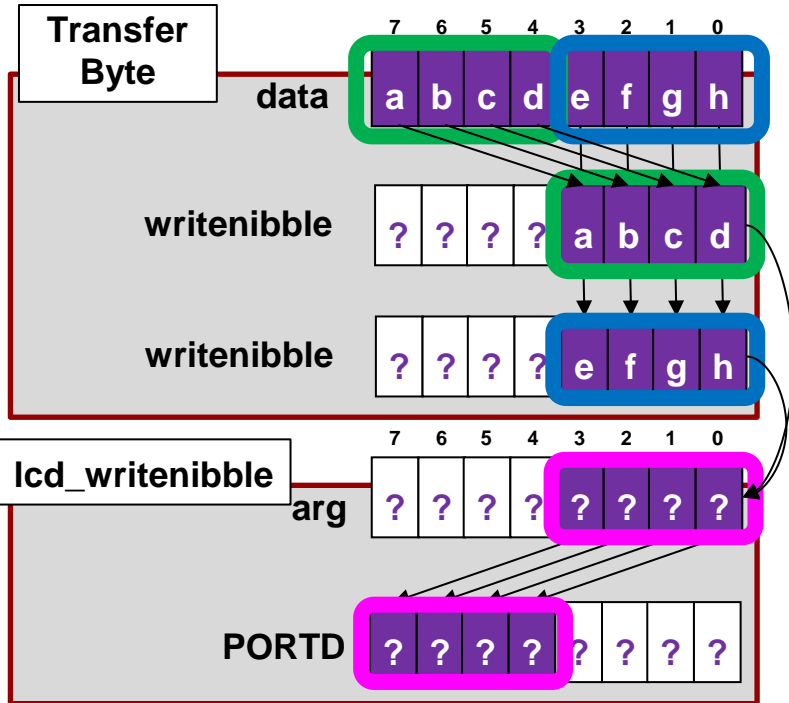 Transfer
Byte
7 6 5 4 3 2 1 0
data a b c d e f g h
writenibble ? ? ? ? a b c d
writenibble ? ? ? ? e f g h
7 6 5 4 3 2 1 0
lcd_writenibble
arg ? ? ? ? ? ? ? ?
PORTD ? ? ? ? ? ? ? ?